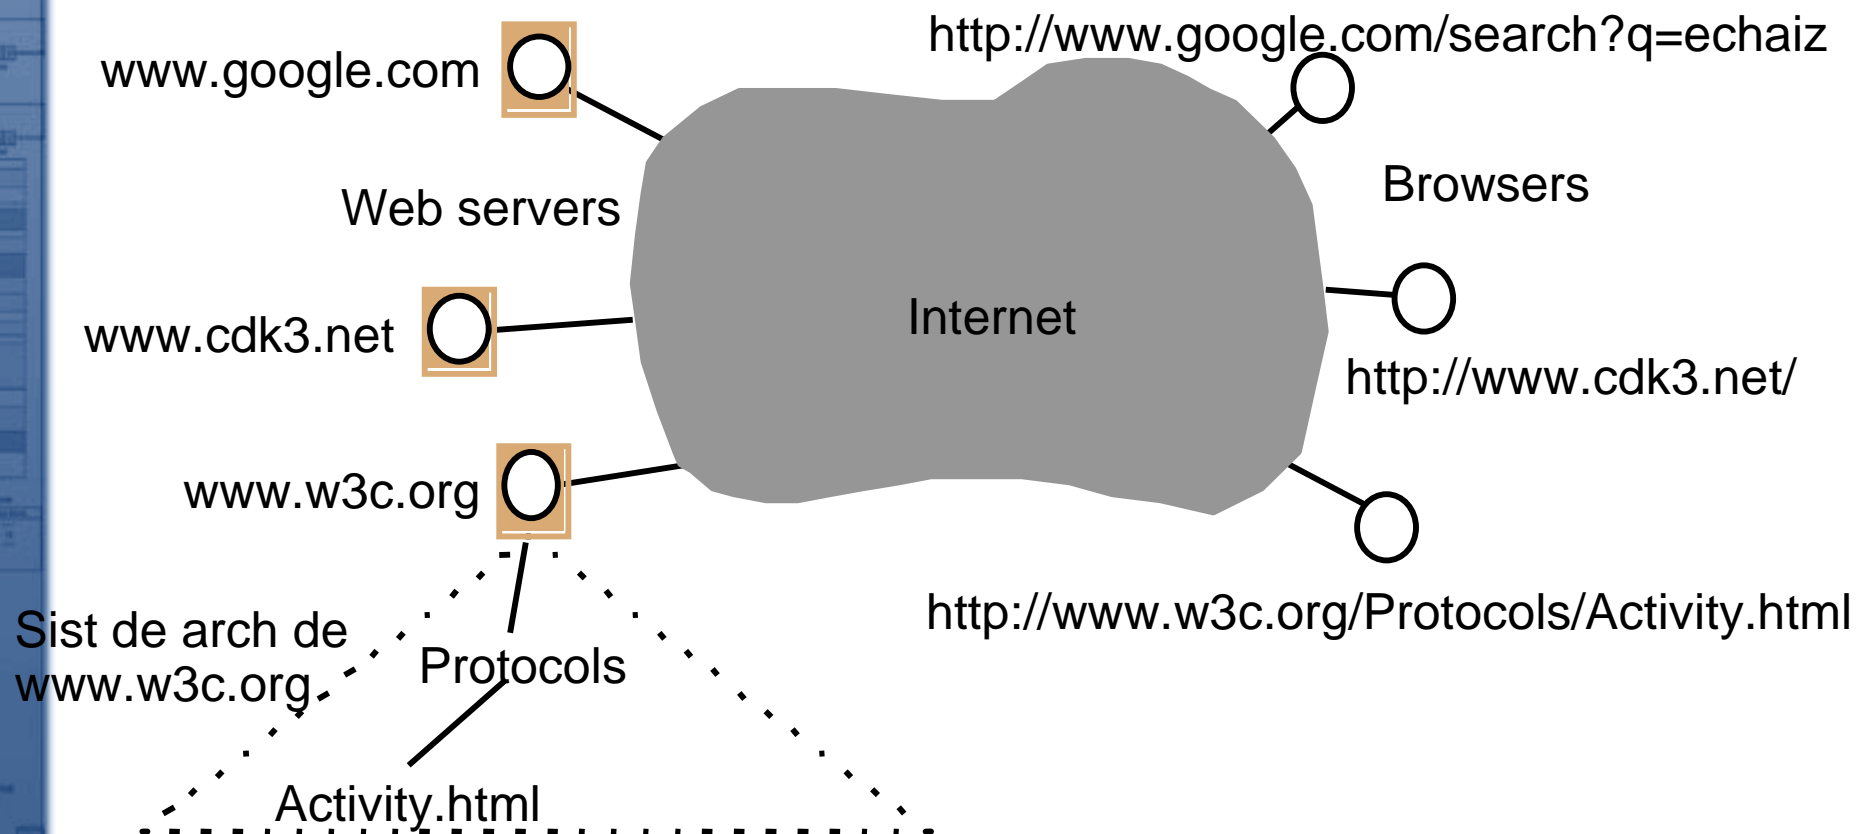 http://www.google.com/search?q=echaiz
www.google.com
Browsers
Web servers
Internet
www.cdk3.net
http://www.cdk3.net/
www.w3c.org
http://www.w3c.org/Protocols/Activity.html
Sist de arch de
www.w3c.org
Protocols
Activity.html